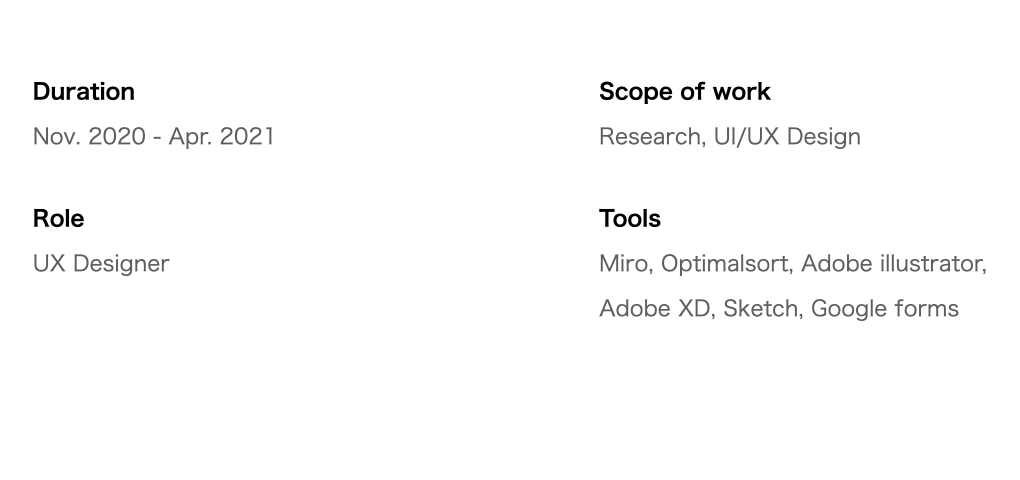 Duration
Nov. 2020 - Apr. 2021
Role
UX Designer
Scope of work
Research, UI/UX Design
Tools
Miro, Optimalsort, Adobe illustrator,
Adobe XD, Sketch, Google forms